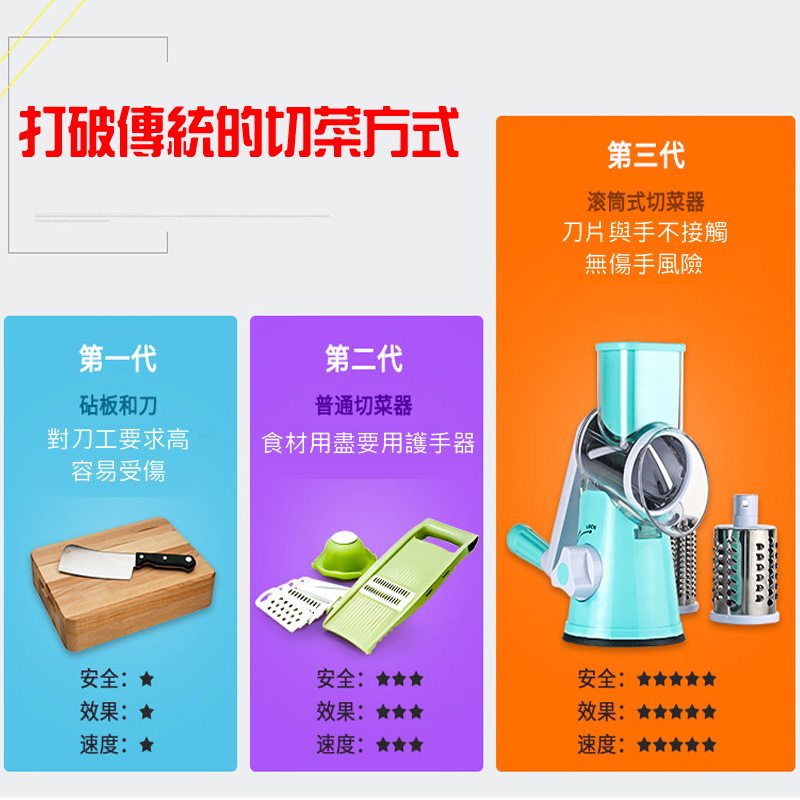 打破傳統的切菜方式
第三代
滚筒式切菜器
刀片與手不接觸
無傷手風險
第一代
砧板和刀
對刀工要求高
容易受傷
第二代
普通切菜器
食材用盡要用護手器
LOCK
安全：★
效果：★
速度：★
安全：★★★
效果：★★★
速度：★★★
安全：★★★★★
效果：★★★★★
速度：★★★★★